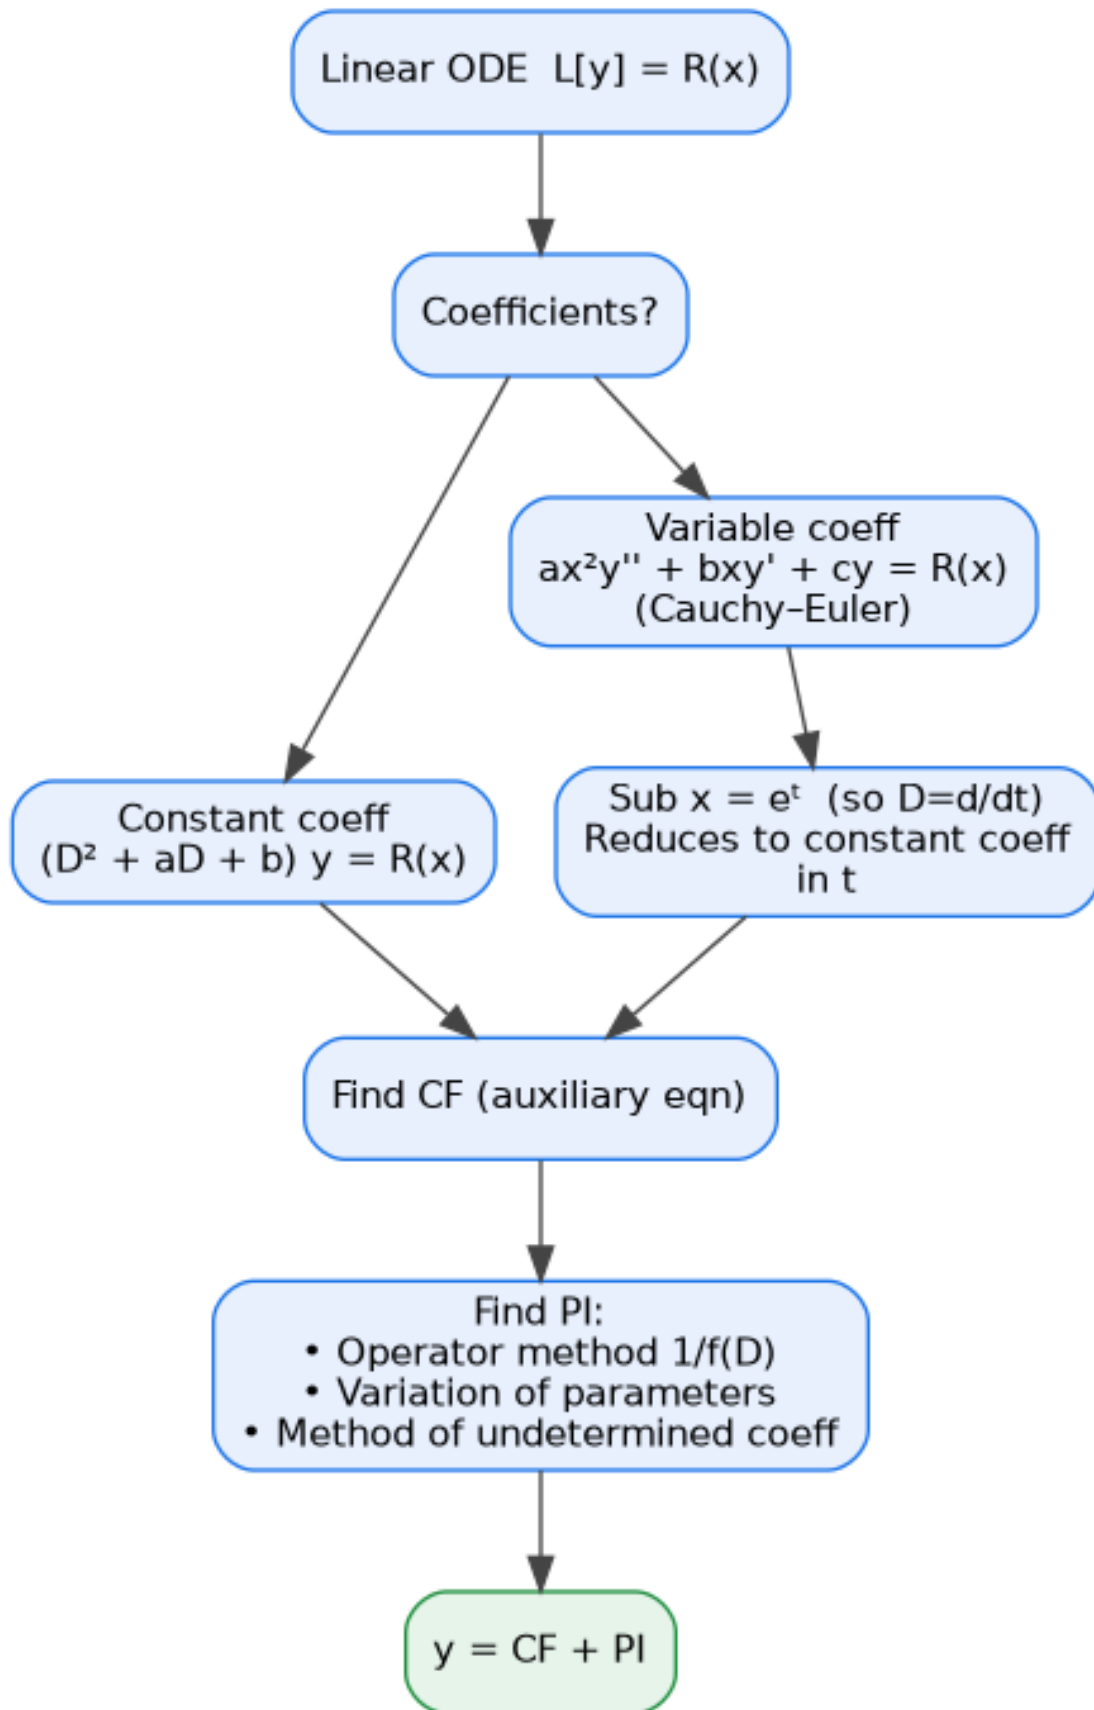 Linear ODE  L[y] = R(x)
Coefficients?
Variable coeff
ax²y'' + bxy' + cy = R(x)
(Cauchy–Euler)
Constant coeff
(D² + aD + b) y = R(x)
Sub x = eᵗ  (so D=d/dt)
Reduces to constant coeff
in t
Find CF (auxiliary eqn)
Find PI:
• Operator method 1/f(D)
• Variation of parameters
• Method of undetermined coeff
y = CF + PI